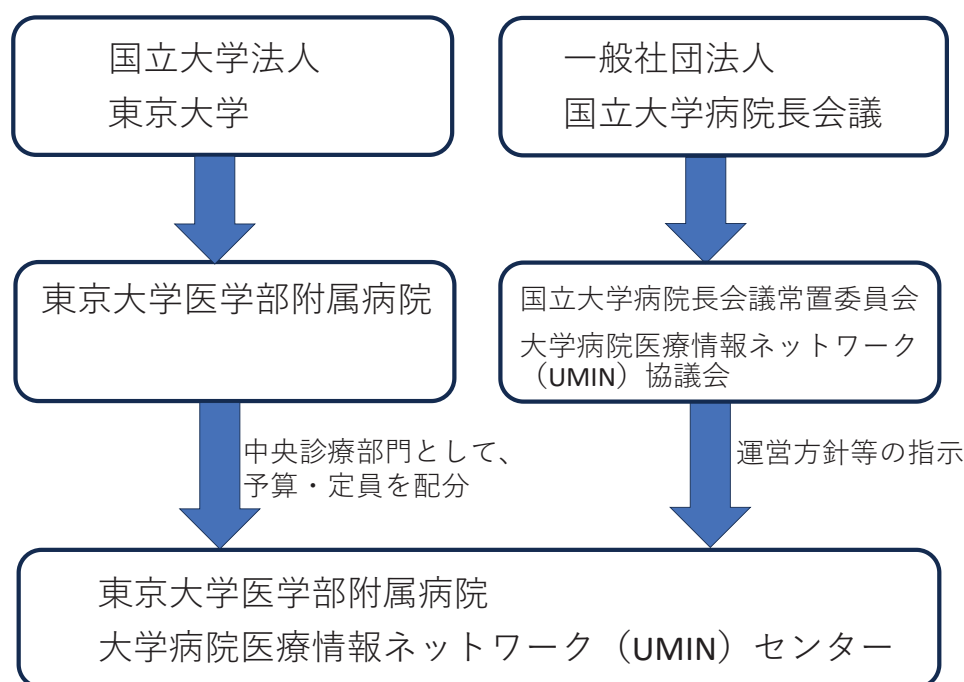 国立大学法人
東京大学
一般社団法人
国立大学病院長会議
東京大学医学部附属病院
国立大学病院長会議常置委員会
大学病院医療情報ネットワーク
（UMIN）協議会
中央診療部門として、
予算・定員を配分
運営方針等の指示
東京大学医学部附属病院
大学病院医療情報ネットワーク（UMIN）センター